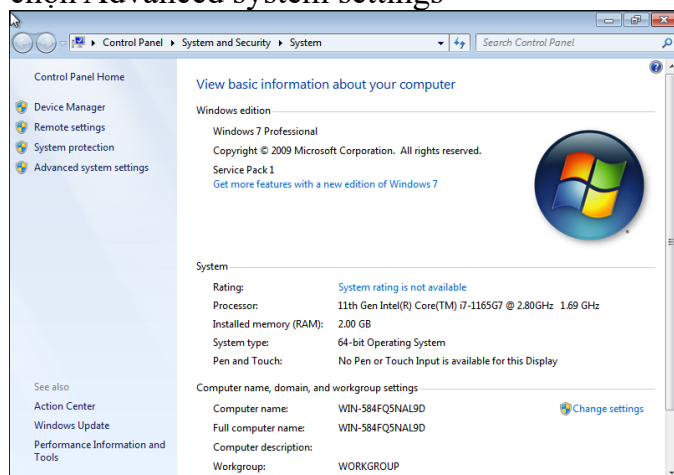 chọn Advanced system settings
Control Panel ▸ System and Security ▸ System
Search Control Panel
Control Panel Home
Device Manager
Remote settings
System protection
Advanced system settings
View basic information about your computer
Windows edition
Windows 7 Professional
Copyright © 2009 Microsoft Corporation. All rights reserved.
Service Pack 1
Get more features with a new edition of Windows 7
System
Rating: System rating is not available
Processor: 11th Gen Intel(R) Core(TM) i7-1165G7 @ 2.80GHz 1.69 GHz
Installed memory (RAM): 2.00 GB
System type: 64-bit Operating System
Pen and Touch: No Pen or Touch Input is available for this Display
See also
Action Center
Windows Update
Performance Information and
Tools
Computer name, domain, and workgroup settings
Computer name: WIN-584FQ5NAL9D
Change settings
Full computer name: WIN-584FQ5NAL9D
Computer description:
Workgroup: WORKGROUP